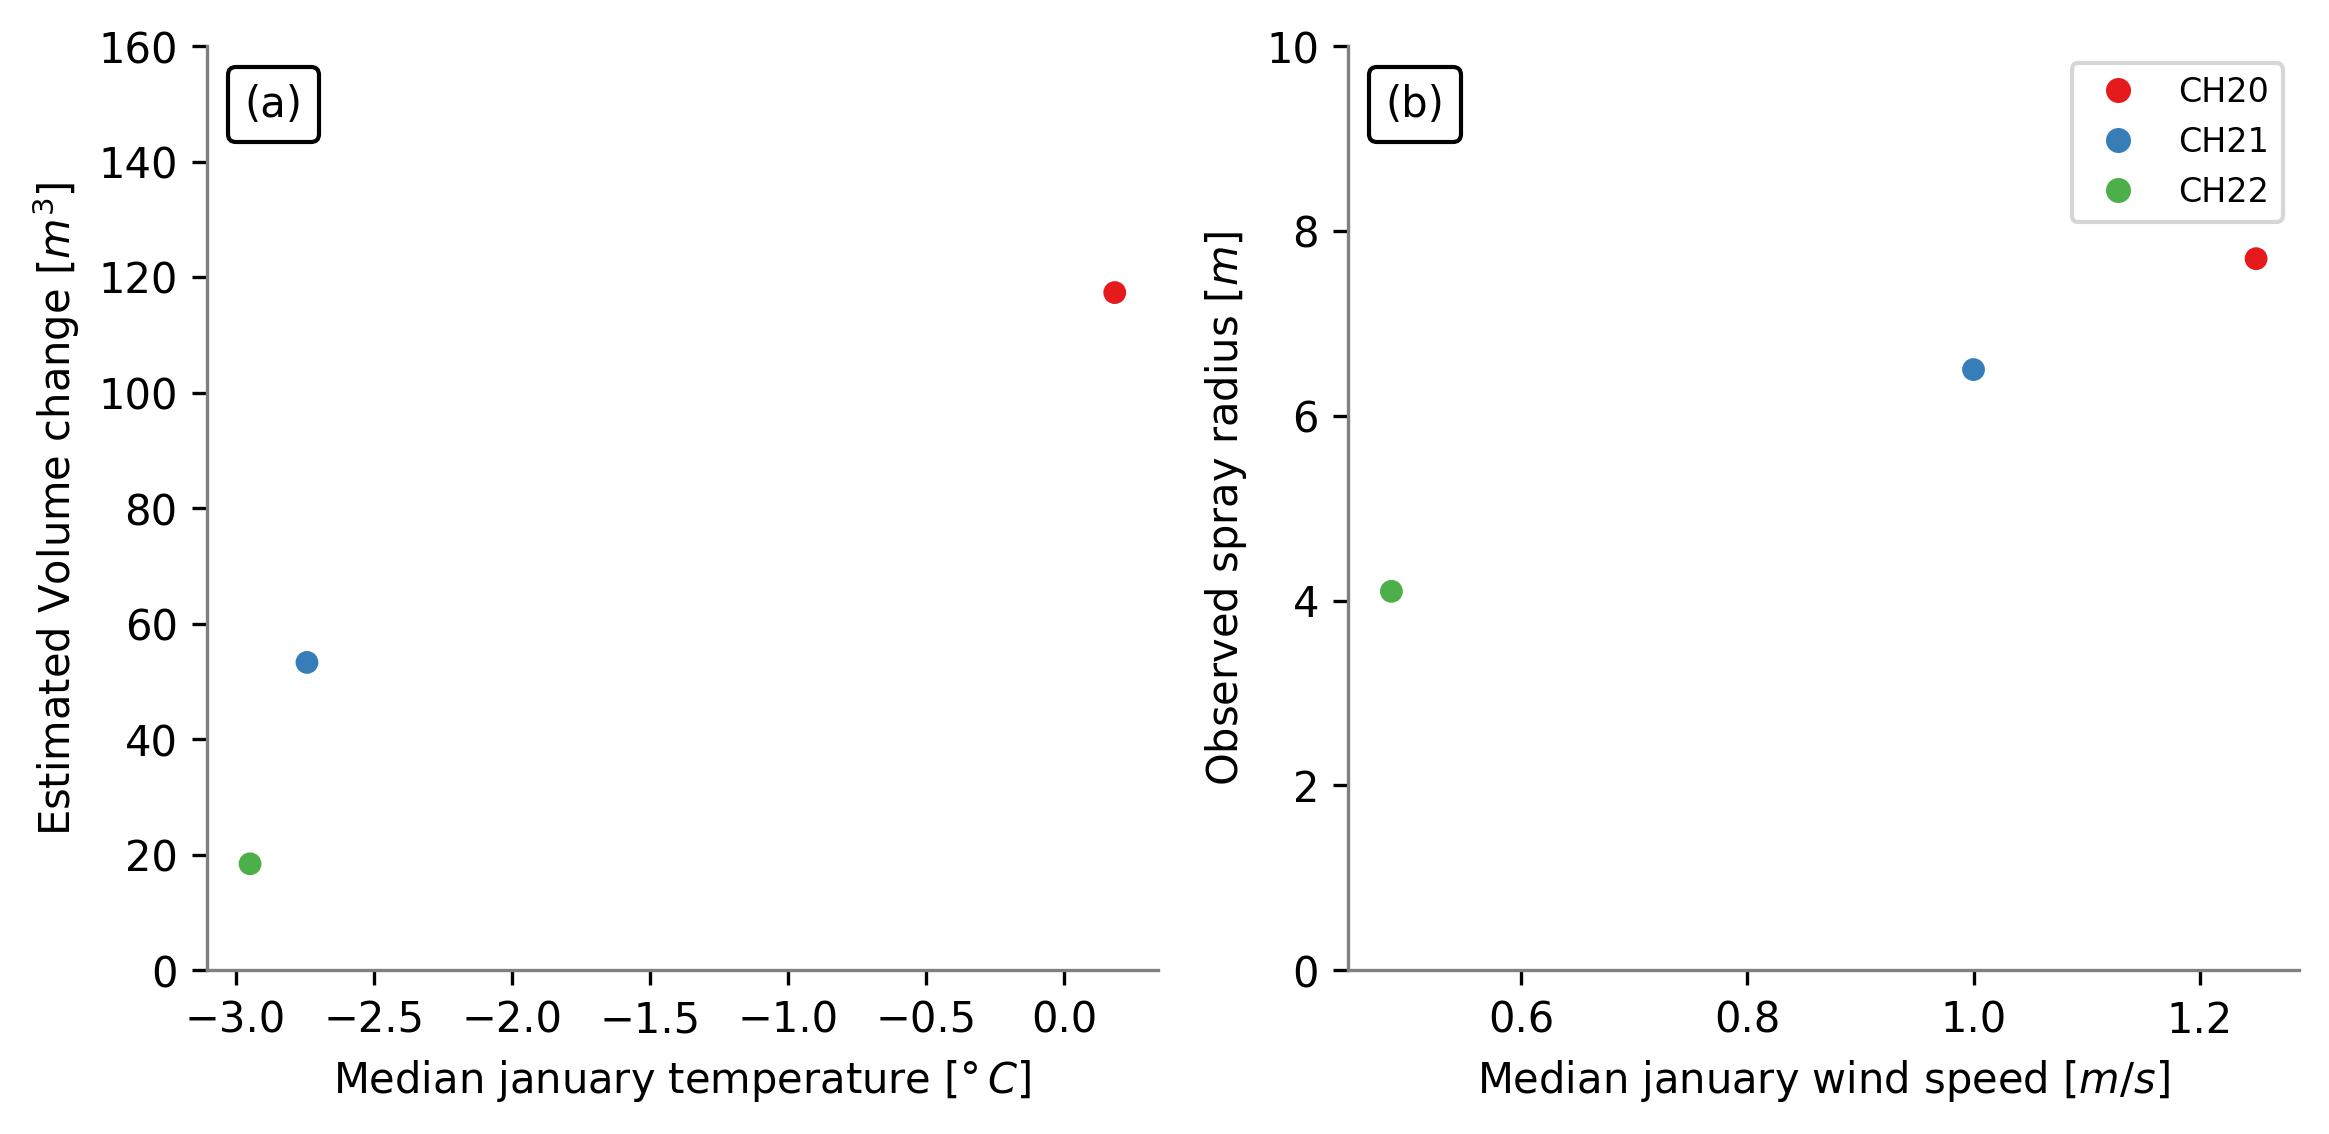 (a)
160
140
120
100
80
60
40
20
0
Estimated Volume change [m³]
−3.0 −2.5 −2.0 −1.5 −1.0 −0.5 0.0
Median january temperature [° C]
(b)
10
8
6
4
2
0
Observed spray radius [m]
0.6 0.8 1.0 1.2
Median january wind speed [m/s]
CH20
CH21
CH22